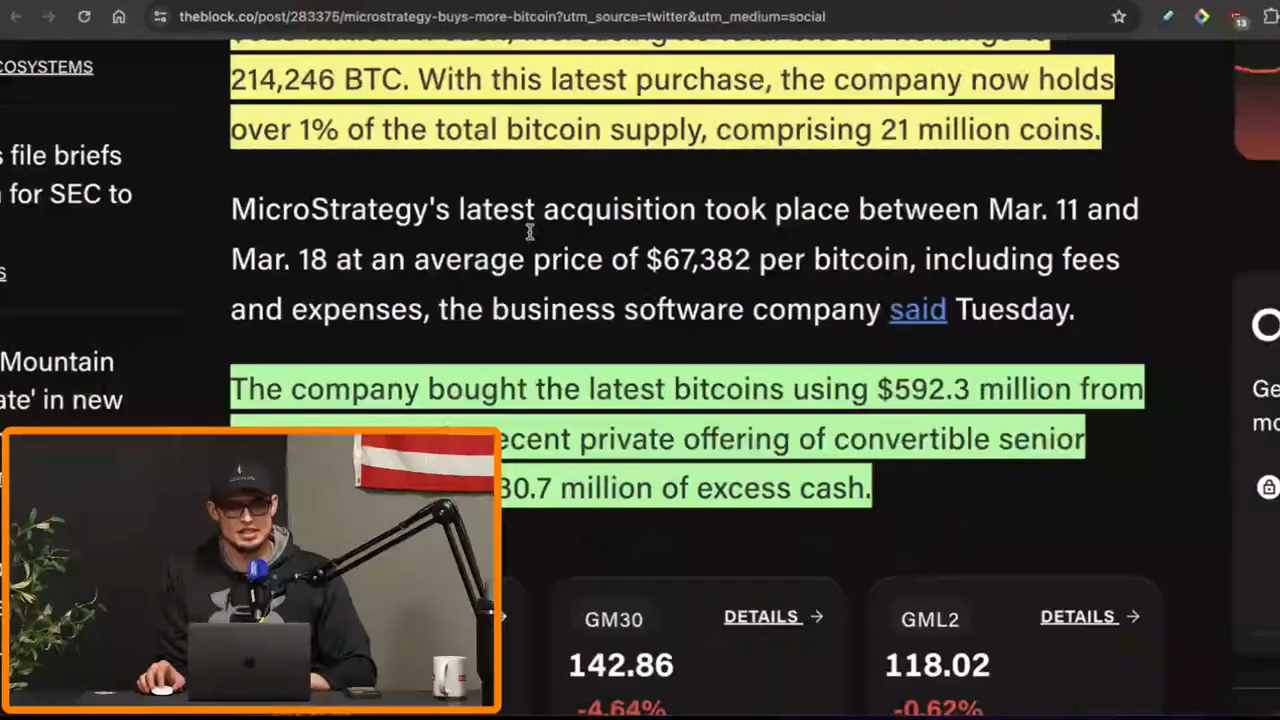 theblock.co/post/283375/microstrategy-buys-more-bitcoin?utm_source=twitter&utm_medium=social
13
COSYSTEMS
file briefs
for SEC to
S
Mountain
ate' in new
214,246 BTC. With this latest purchase, the company now holds
over 1% of the total bitcoin supply, comprising 21 million coins.
MicroStrategy's latest acquisition took place between Mar. 11 and
Mar. 18 at an average price of $67,382 per bitcoin, including fees
and expenses, the business software company said Tuesday.
The company bought the latest bitcoins using $592.3 million from
ecent private offering of convertible senior
30.7 million of excess cash.
GM30 DETAILS →
142.86
-4.64%
GML2 DETAILS →
118.02
-0.62%
Ge
mo